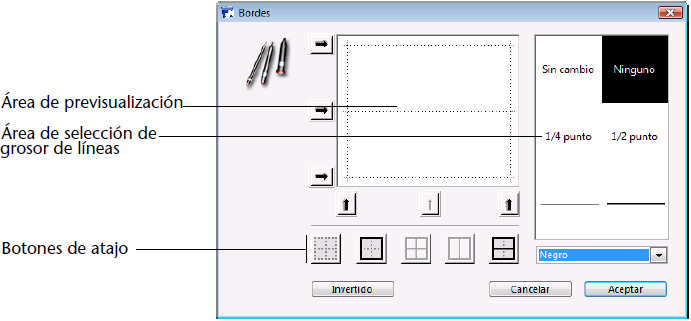 Bordes
Sin cambio
Ninguno
Área de previsualización
Área de selección de
grosor de líneas
1/4 punto
1/2 punto
Botones de atajo
Negro
Invertido
Cancelar
Aceptar